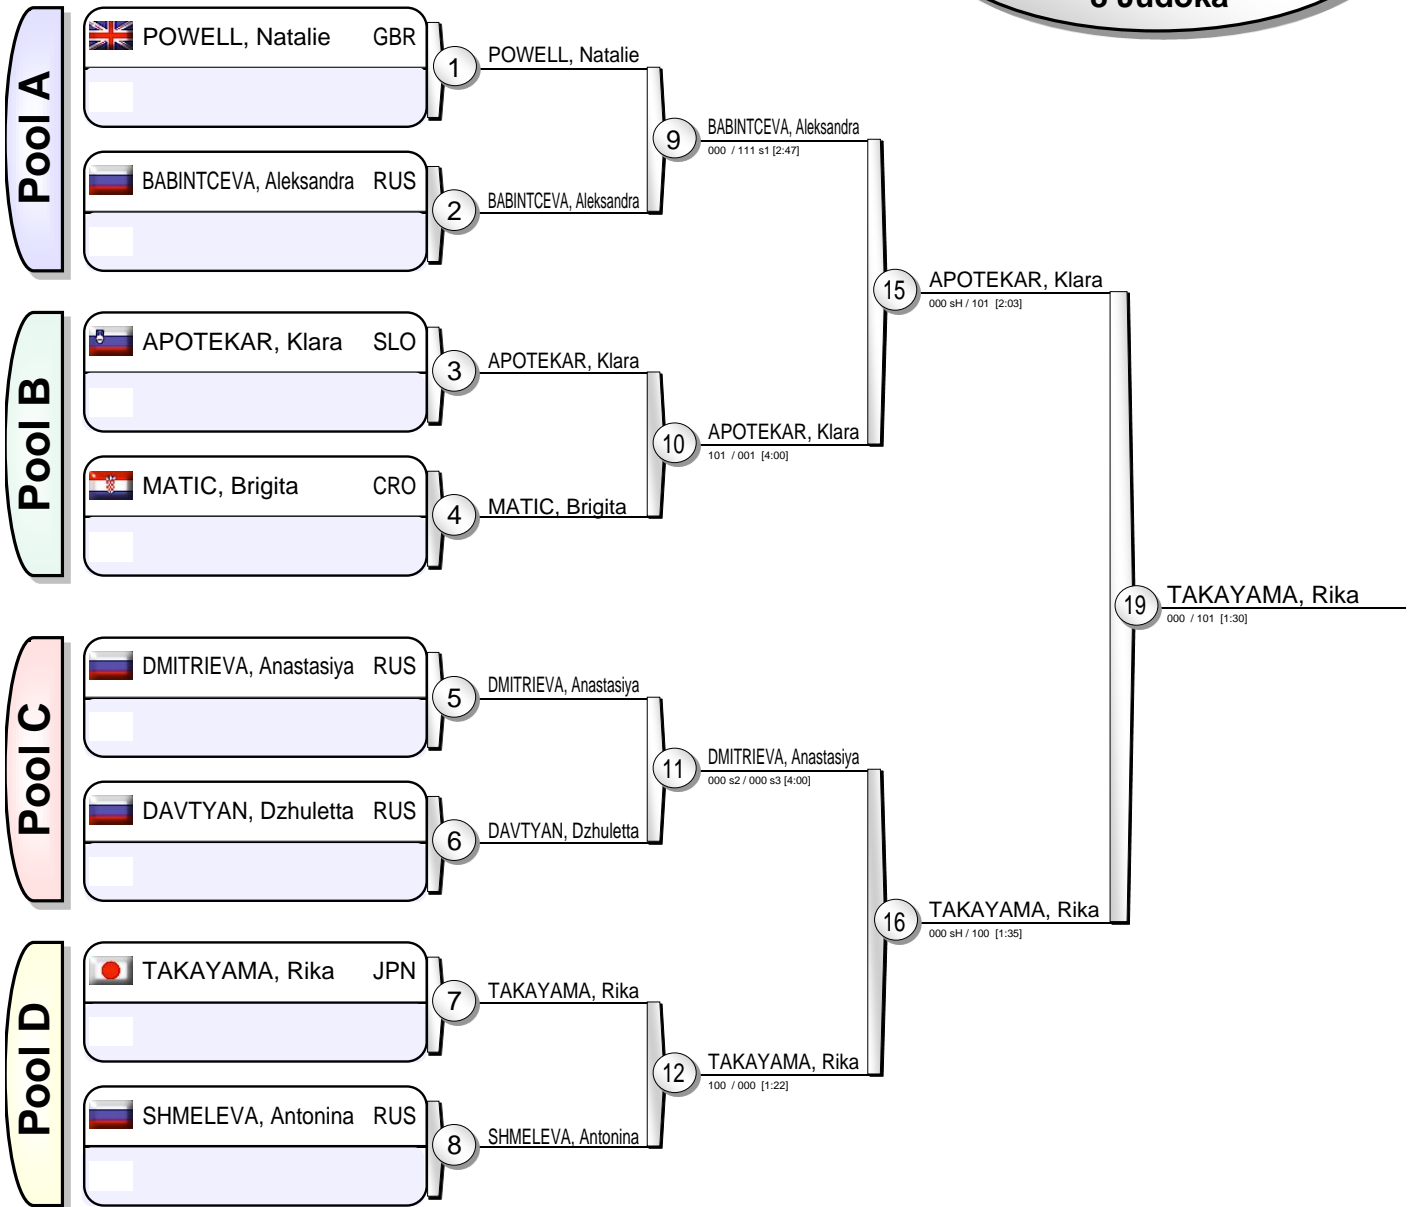 8 Judoka
Pool A
POWELL, Natalie GBR
1
POWELL, Natalie
BABINTCEVA, Aleksandra RUS
2
BABINTCEVA, Aleksandra
9
BABINTCEVA, Aleksandra
000 / 111 s1 [2:47]
Pool B
APOTEKAR, Klara SLO
3
APOTEKAR, Klara
MATIC, Brigita CRO
4
MATIC, Brigita
10
APOTEKAR, Klara
101 / 001 [4:00]
15
APOTEKAR, Klara
000 sH / 101 [2:03]
Pool C
DMITRIEVA, Anastasiya RUS
5
DMITRIEVA, Anastasiya
DAVTYAN, Dzhuletta RUS
6
DAVTYAN, Dzhuletta
11
DMITRIEVA, Anastasiya
000 s2 / 000 s3 [4:00]
Pool D
TAKAYAMA, Rika JPN
7
TAKAYAMA, Rika
SHMELEVA, Antonina RUS
8
SHMELEVA, Antonina
12
TAKAYAMA, Rika
100 / 000 [1:22]
16
TAKAYAMA, Rika
000 sH / 100 [1:35]
19
TAKAYAMA, Rika
000 / 101 [1:30]